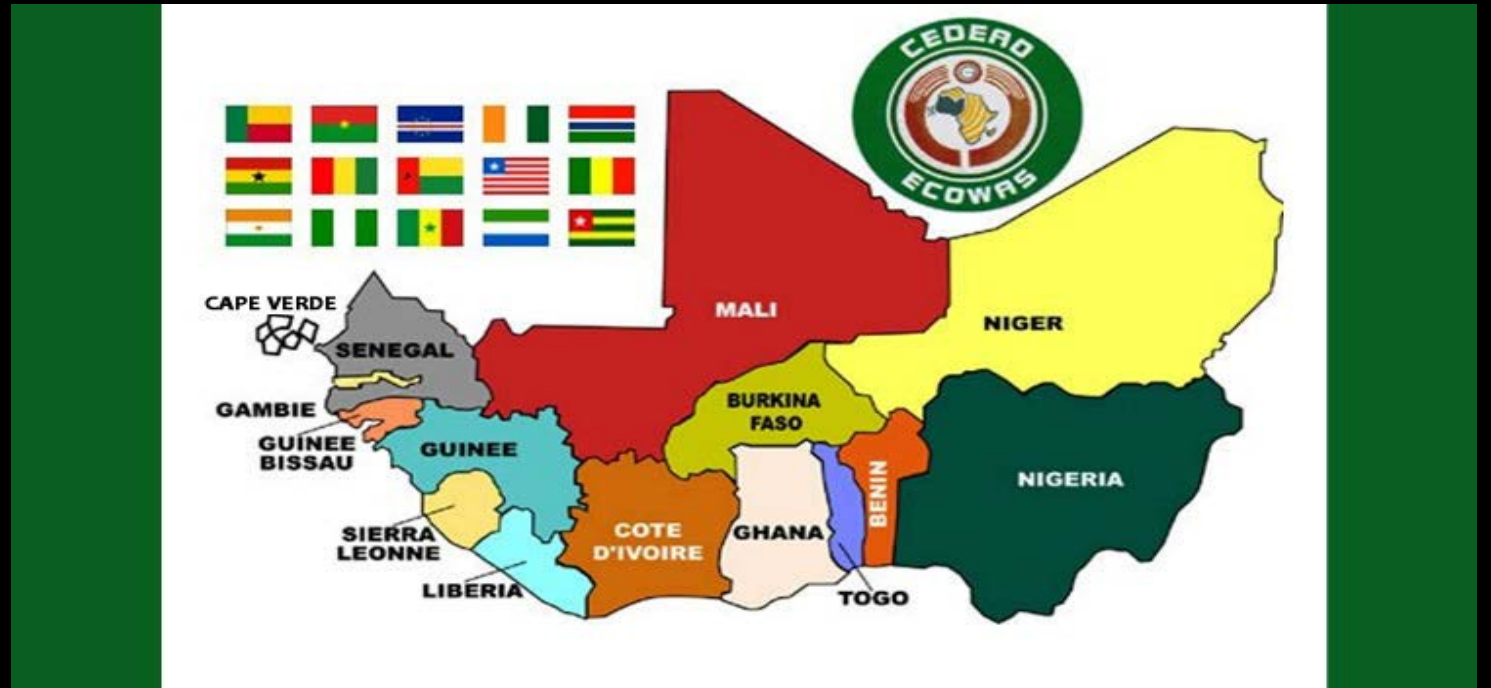 CEDEAO
ECOWAS
CAPE VERDE
MALI
NIGER
SENEGAL
BURKINA
FASO
GAMBIE
GUINEE
BISSAU
GUINEE
NIGERIA
BENIN
SIERRA
LEONNE
COTE
D'IVOIRE
GHANA
LIBERIA
TOGO